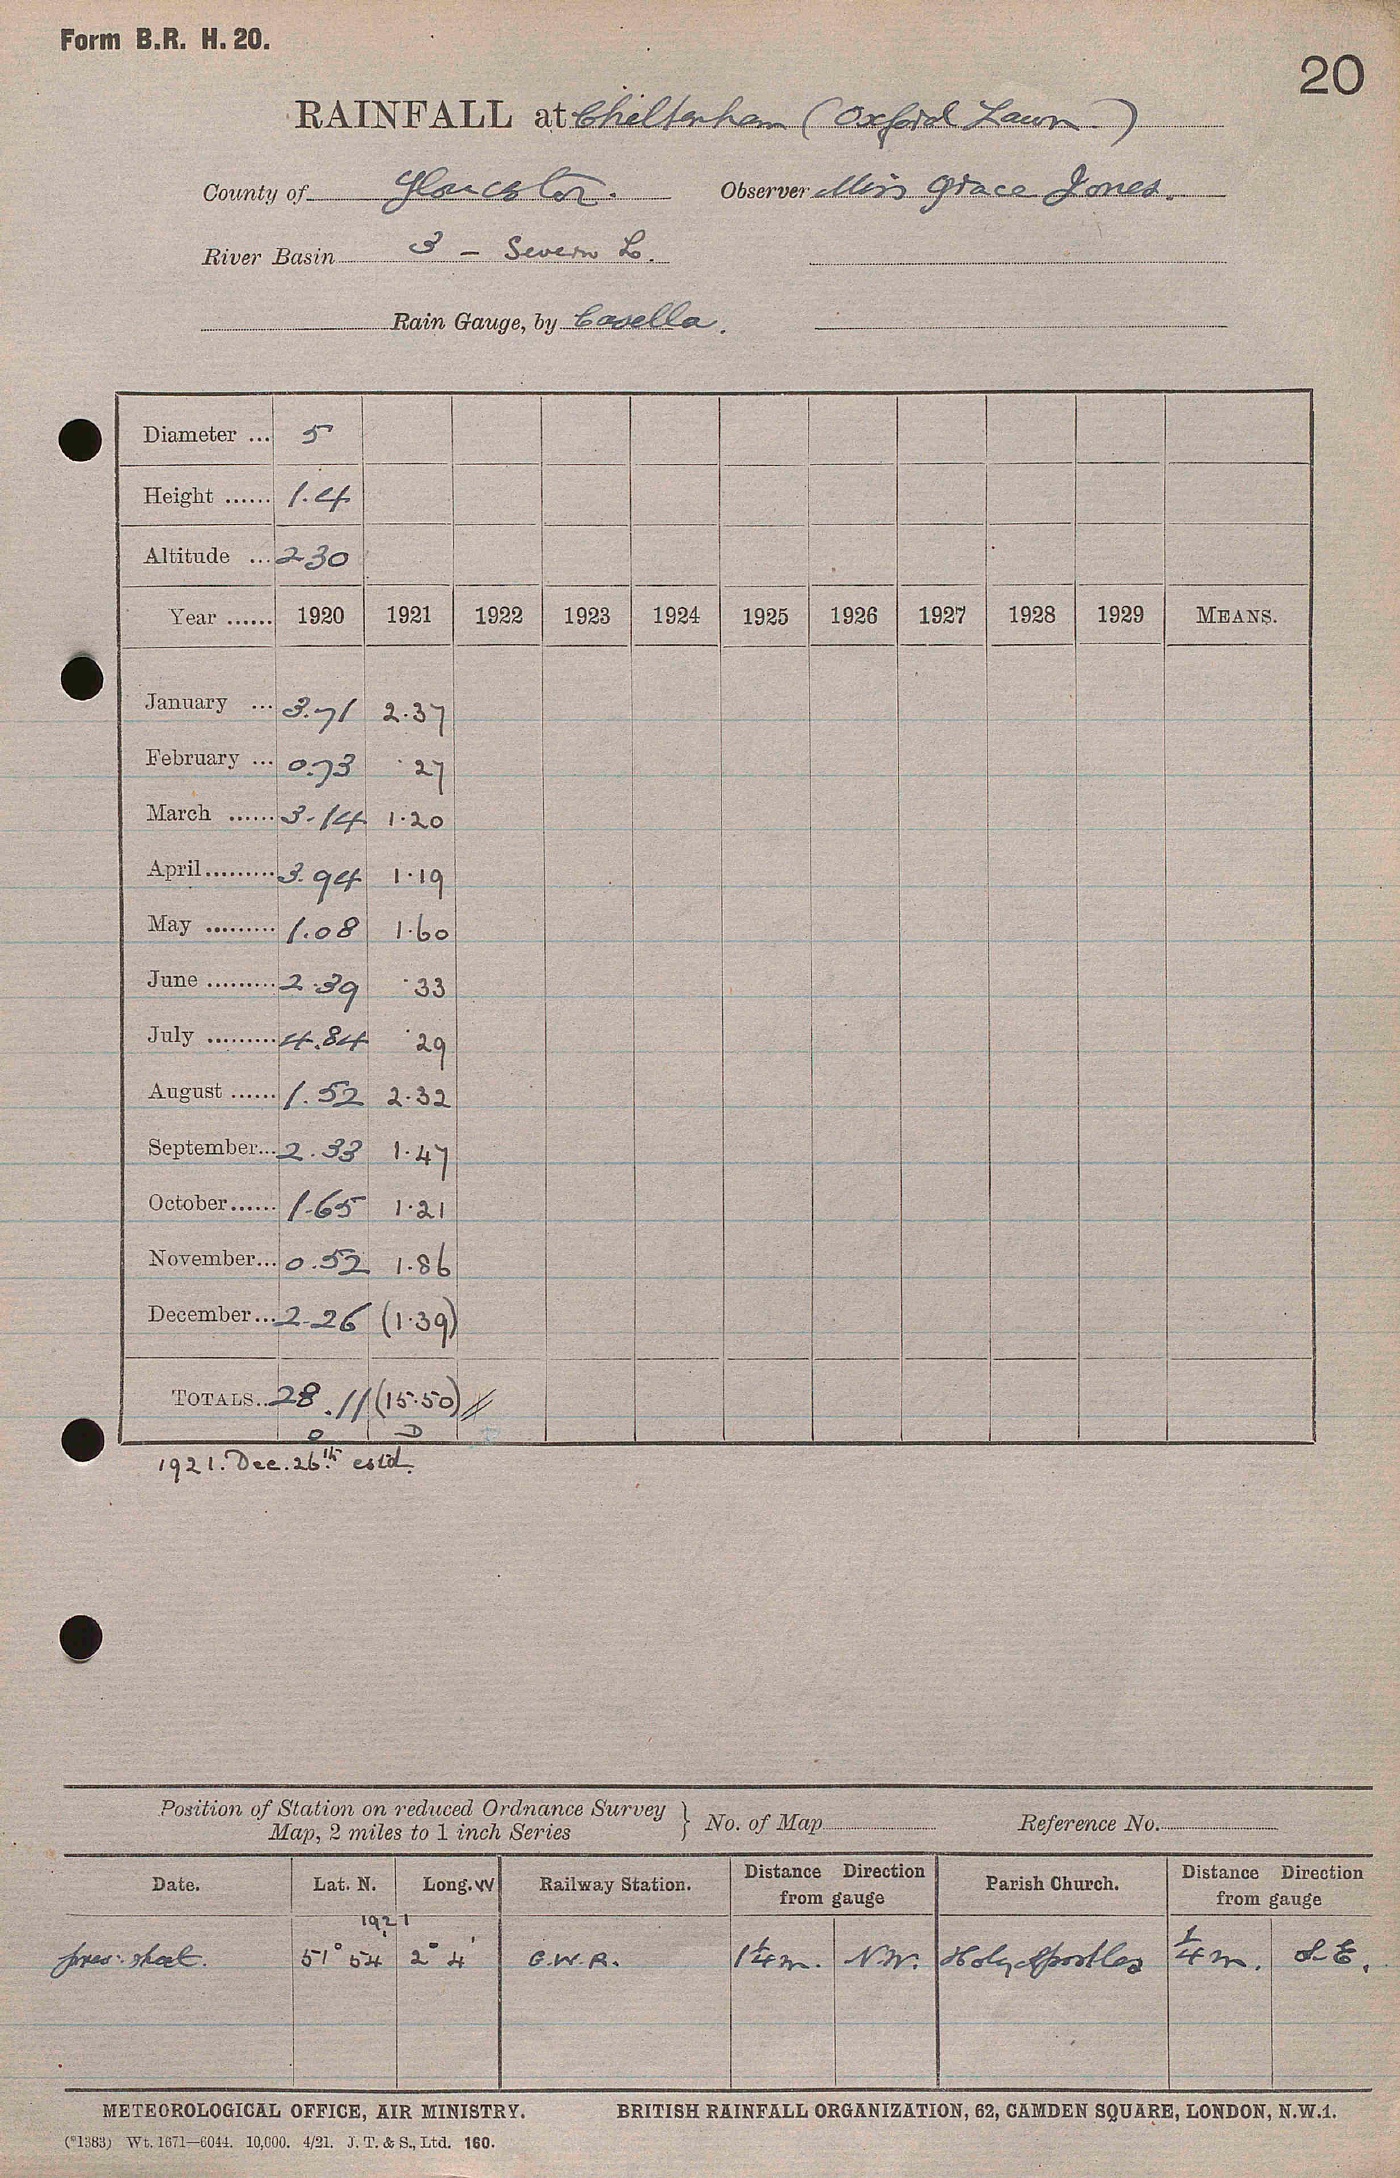 Form B.R. H. 20.
20
RAINFALL at Cheltenham (Oxford Lawn.)
County of Gloucester. Observer Miss Grace Jones.
River Basin 3 - Severn L.
Rain Gauge, by Casella.
Diameter ... 5
Height ...... 1.4
Altitude ... 230
Year ...... 1920 1921 1922 1923 1924 1925 1926 1927 1928 1929 MEANS.
January ... 3.71 2.37
February ... 0.73 .27
March ...... 3.14 1.20
April ......... 3.94 1.19
May ......... 1.08 1.60
June ......... 2.39 .33
July ......... 4.84 .29
August ...... 1.52 2.32
September... 2.33 1.47
October ...... 1.65 1.21
November... 0.52 1.86
December... 2.26 (1.39)
TOTALS.. 28.11 (15.50)
O D
1921. Dec. 26th estd.
Position of Station on reduced Ordnance Survey } No. of Map Reference No.
Map, 2 miles to 1 inch Series
Date. Lat. N. Long. W Railway Station. Distance Direction Parish Church. Distance Direction
from gauge from gauge
1921
prev: sheet. 51° 54' 2° 4' G.W.R. 1¼ m. N.W. Holy Apostles ¼ m. S.E.
METEOROLOGICAL OFFICE, AIR MINISTRY. BRITISH RAINFALL ORGANIZATION, 62, CAMDEN SQUARE, LONDON, N.W.1.
(*1383) Wt. 1671—6044. 10,000. 4/21. J. T. & S., Ltd. 160.